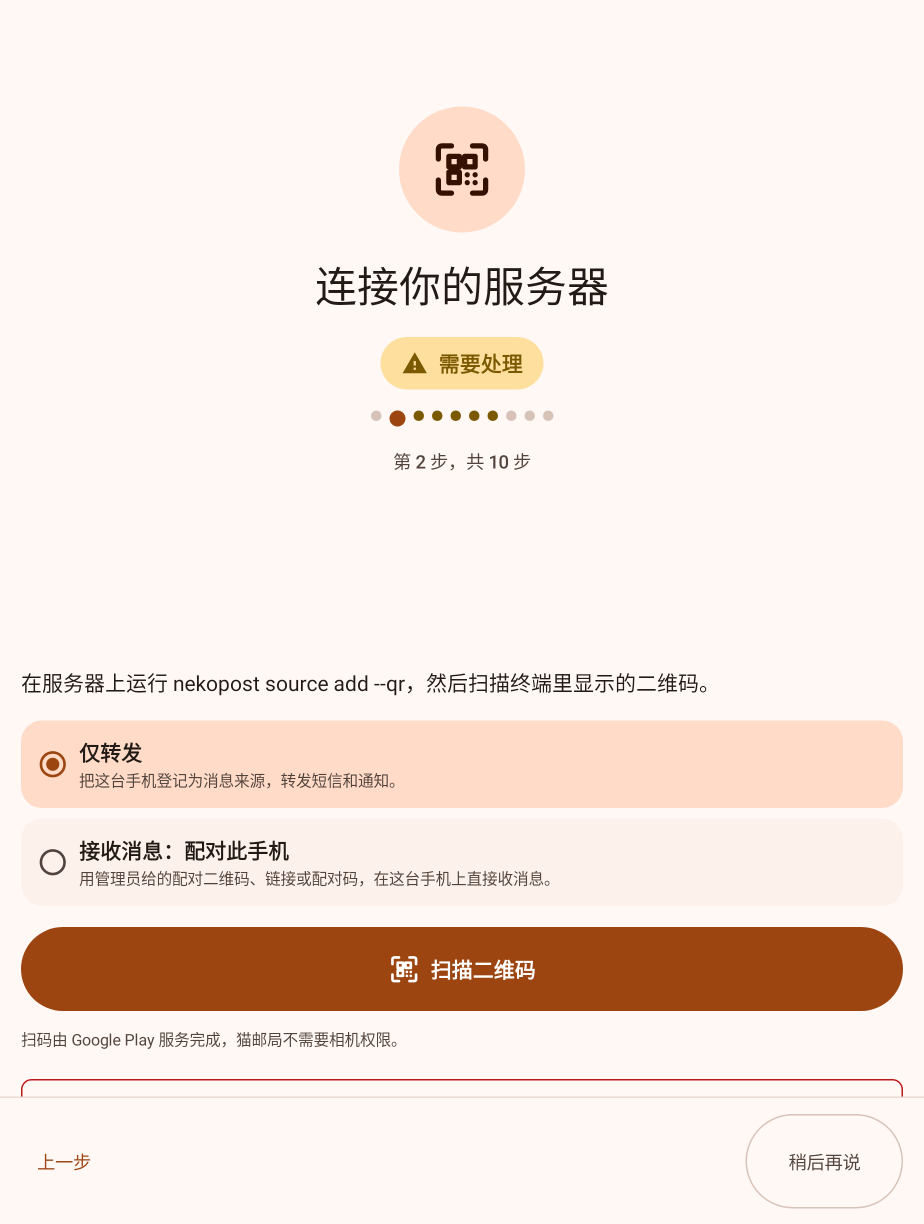 连接你的服务器
需要处理
第 2 步，共 10 步
在服务器上运行 nekopost source add --qr，然后扫描终端里显示的二维码。
仅转发
把这台手机登记为消息来源，转发短信和通知。
接收消息：配对此手机
用管理员给的配对二维码、链接或配对码，在这台手机上直接收消息。
扫描二维码
扫码由 Google Play 服务完成，猫邮局不需要相机权限。
上一步
稍后再说